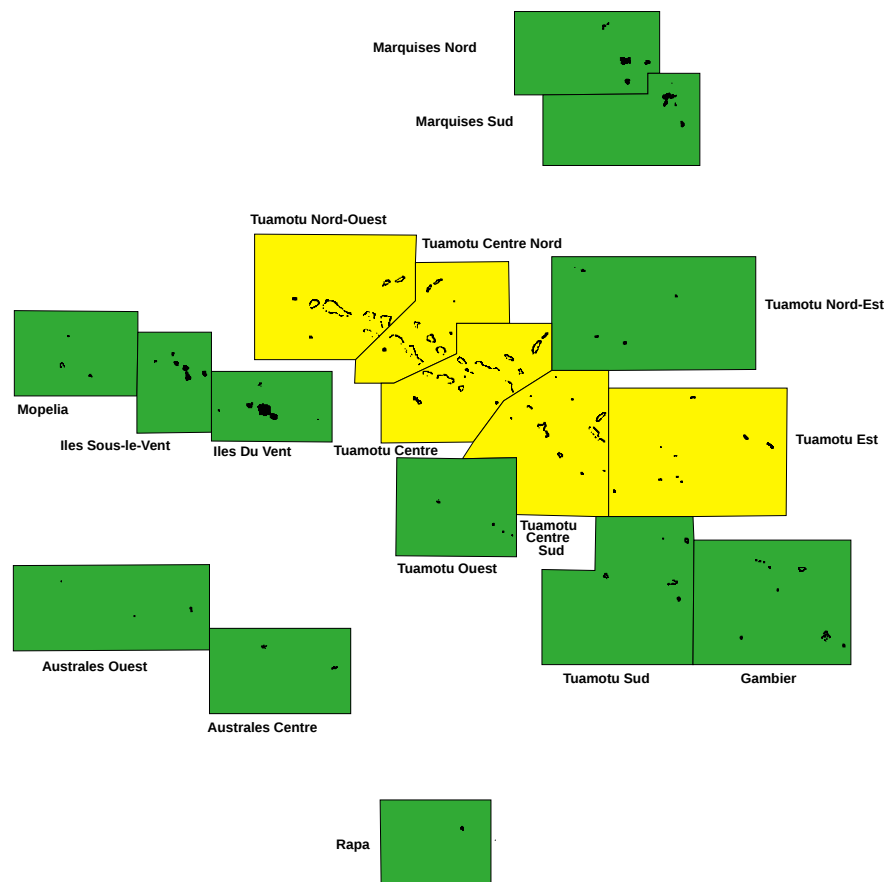 Marquises Nord
Marquises Sud
Tuamotu Nord-Ouest
Tuamotu Centre Nord
Tuamotu Nord-Est
Mopelia
Iles Sous-le-Vent
Iles Du Vent
Tuamotu Centre
Tuamotu Est
Tuamotu
Centre
Sud
Tuamotu Ouest
Australes Ouest
Tuamotu Sud
Gambier
Australes Centre
Rapa